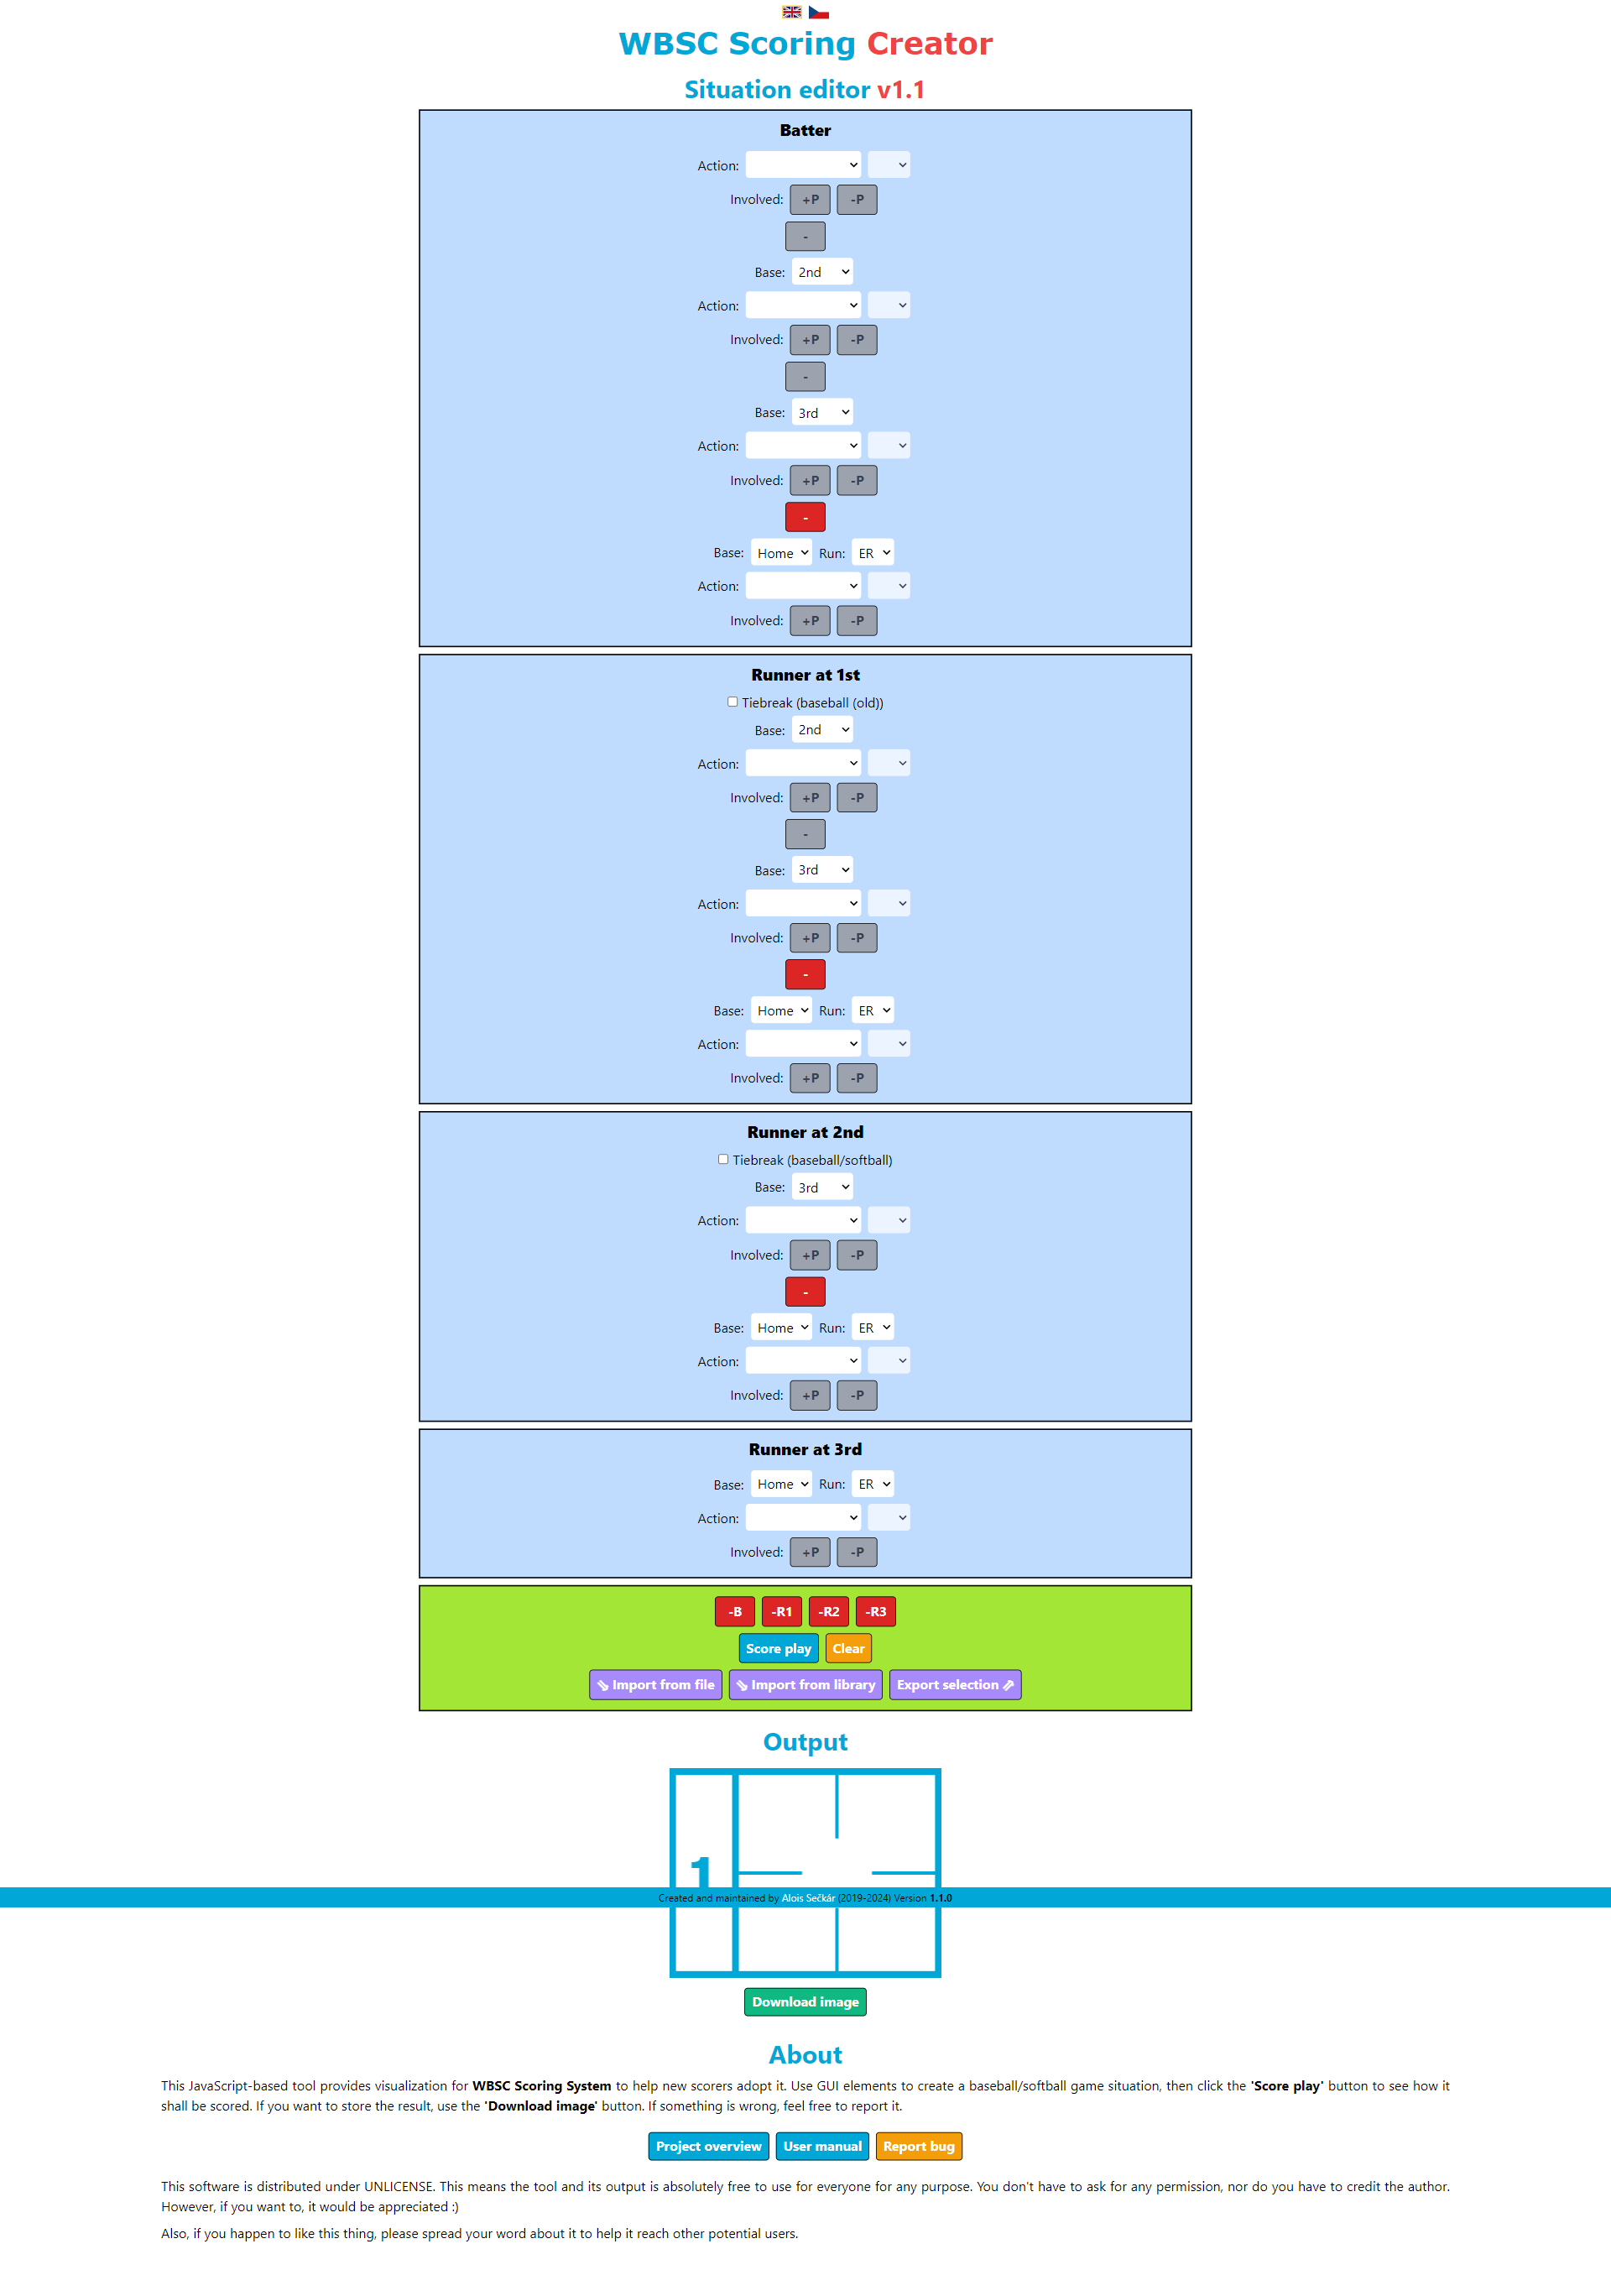 WBSC Scoring Creator
Situation editor v1.1
Batter
Action:
Involved: +P -P
-
Base: 2nd
Action:
Involved: +P -P
-
Base: 3rd
Action:
Involved: +P -P
-
Base: Home Run: ER
Action:
Involved: +P -P
Runner at 1st
Tiebreak (baseball (old))
Base: 2nd
Action:
Involved: +P -P
-
Base: 3rd
Action:
Involved: +P -P
-
Base: Home Run: ER
Action:
Involved: +P -P
Runner at 2nd
Tiebreak (baseball/softball)
Base: 3rd
Action:
Involved: +P -P
-
Base: Home Run: ER
Action:
Involved: +P -P
Runner at 3rd
Base: Home Run: ER
Action:
Involved: +P -P
-B -R1 -R2 -R3
Score play Clear
⇘ Import from file ⇘ Import from library Export selection ⇗
Output
1
Created and maintained by Alois Sečkár (2019-2024) Version 1.1.0
Download image
About
This JavaScript-based tool provides visualization for WBSC Scoring System to help new scorers adopt it. Use GUI elements to create a baseball/softball game situation, then click the 'Score play' button to see how it
shall be scored. If you want to store the result, use the 'Download image' button. If something is wrong, feel free to report it.
Project overview User manual Report bug
This software is distributed under UNLICENSE. This means the tool and its output is absolutely free to use for everyone for any purpose. You don't have to ask for any permission, nor do you have to credit the author.
However, if you want to, it would be appreciated :)
Also, if you happen to like this thing, please spread your word about it to help it reach other potential users.